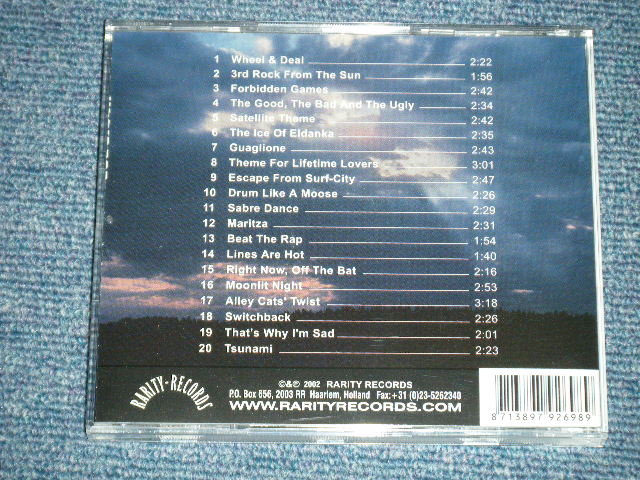 1 Wheel & Deal 2:22
2 3rd Rock From The Sun 1:56
3 Forbidden Games 2:42
4 The Good, The Bad And The Ugly 2:34
5 Satellite Theme 2:42
6 The Ice Of Eldanka 2:35
7 Guaglione 2:43
8 Theme For Lifetime Lovers 3:01
9 Escape From Surf-City 2:47
10 Drum Like A Moose 2:26
11 Sabre Dance 2:29
12 Maritza 2:31
13 Beat The Rap 1:54
14 Lines Are Hot 1:40
15 Right Now, Off The Bat 2:16
16 Moonlit Night 2:53
17 Alley Cats' Twist 3:18
18 Switchback 2:26
19 That's Why I'm Sad 2:01
20 Tsunami 2:23
RARITY-RECORDS
©&℗ 2002 RARITY RECORDS
P.O. Box 656, 2003 RR Haarlem, Holland Fax:+31 (0)23-5262340
WWW.RARITYRECORDS.COM
8 713897 926989